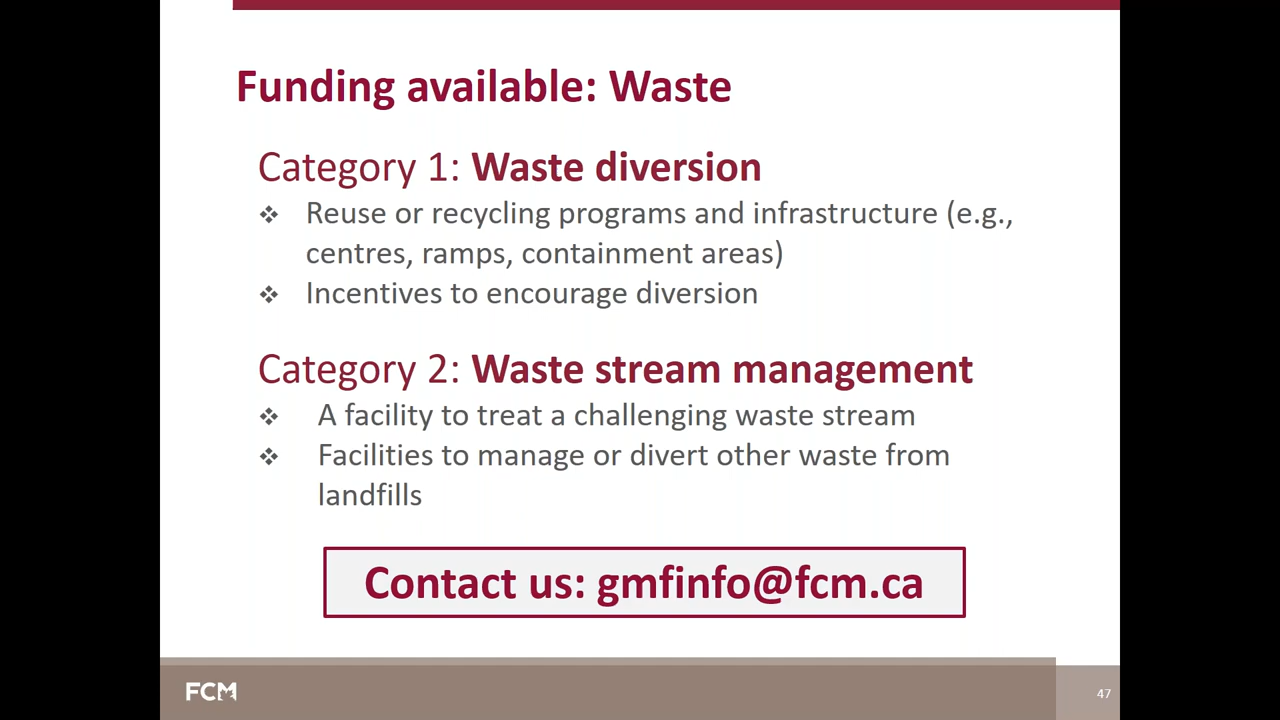 Funding available: Waste
Category 1: Waste diversion
❖ Reuse or recycling programs and infrastructure (e.g.,
centres, ramps, containment areas)
❖ Incentives to encourage diversion
Category 2: Waste stream management
❖ A facility to treat a challenging waste stream
❖ Facilities to manage or divert other waste from
landfills
Contact us: gmfinfo@fcm.ca
FCM
47